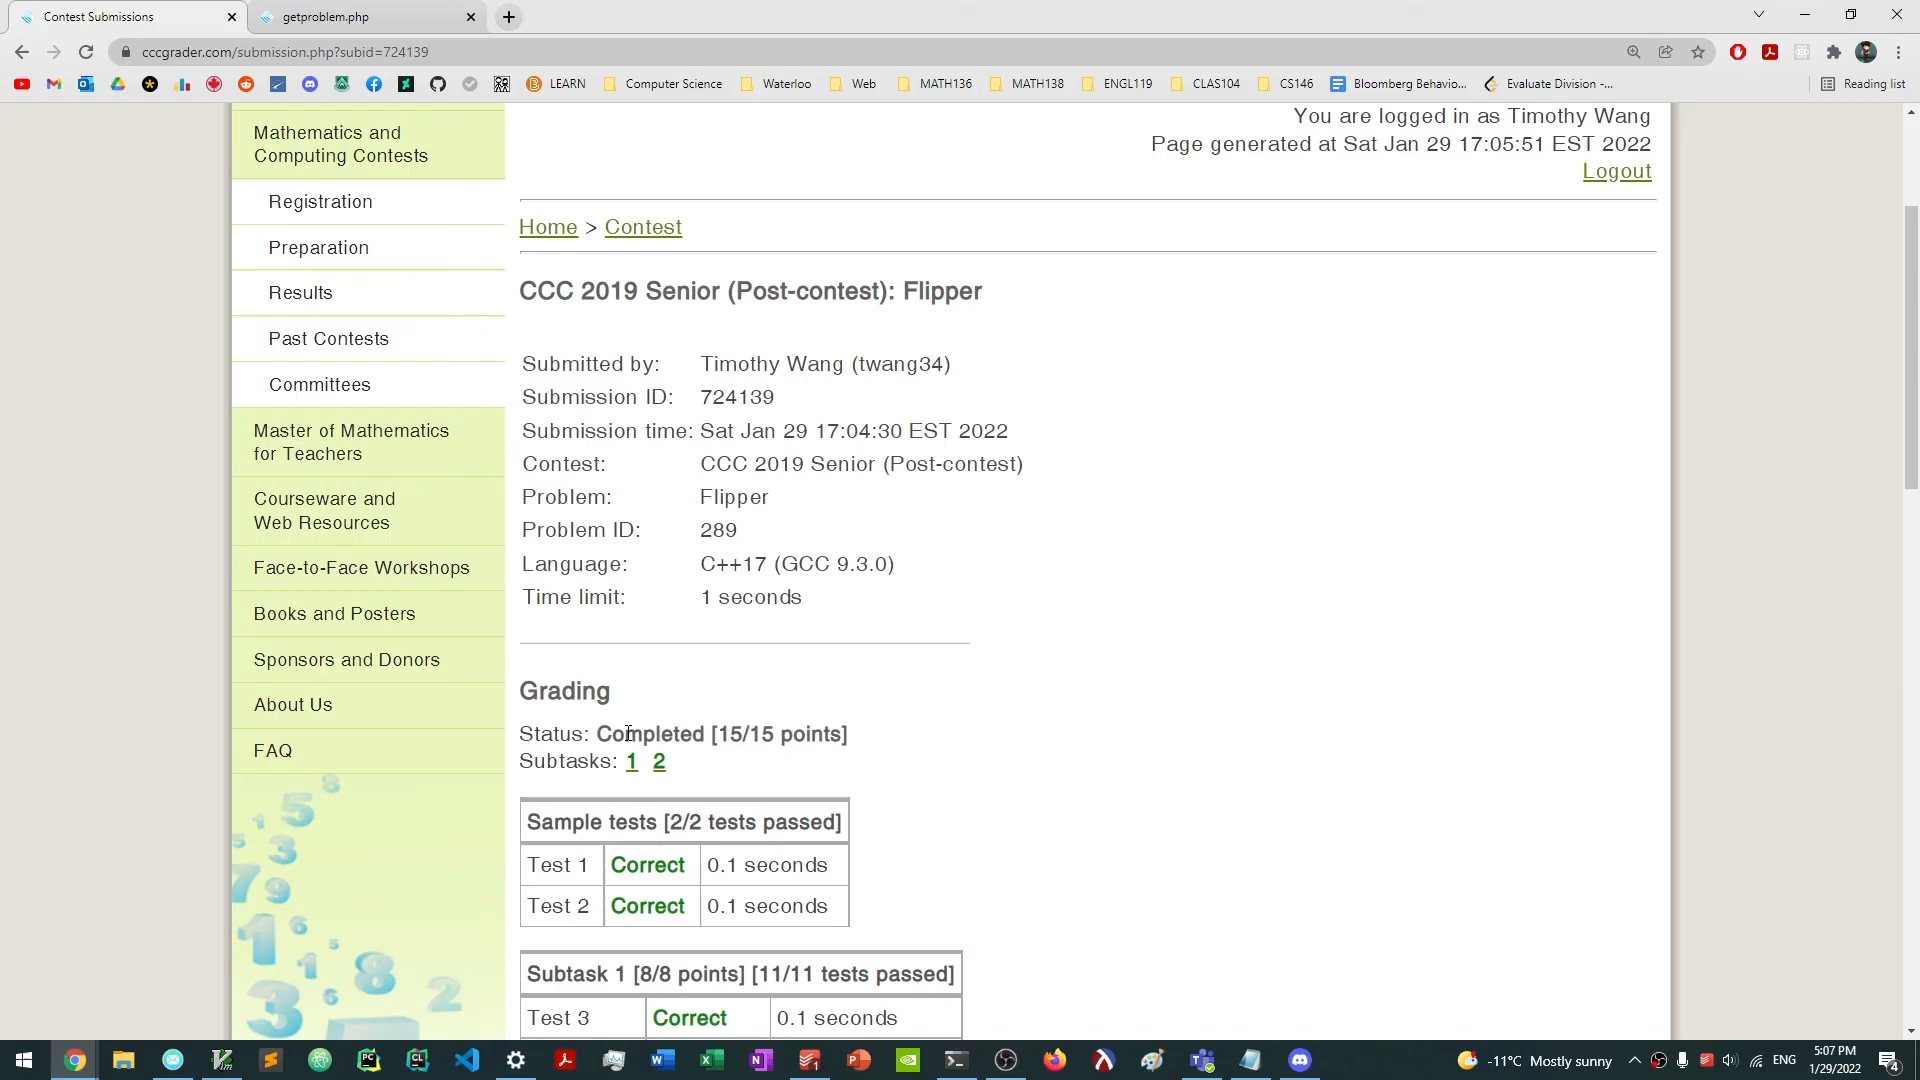 Contest Submissions
getproblem.php
cccgrader.com/submission.php?subid=724139
LEARN
Computer Science
Waterloo
Web
MATH136
MATH138
ENGL119
CLAS104
CS146
Bloomberg Behavio...
Evaluate Division -...
Reading list
You are logged in as Timothy Wang
Page generated at Sat Jan 29 17:05:51 EST 2022
Logout
Mathematics and
Computing Contests
Registration
Preparation
Results
Past Contests
Committees
Master of Mathematics
for Teachers
Courseware and
Web Resources
Face-to-Face Workshops
Books and Posters
Sponsors and Donors
About Us
FAQ
Home > Contest
CCC 2019 Senior (Post-contest): Flipper
Submitted by: Timothy Wang (twang34)
Submission ID: 724139
Submission time: Sat Jan 29 17:04:30 EST 2022
Contest: CCC 2019 Senior (Post-contest)
Problem: Flipper
Problem ID: 289
Language: C++17 (GCC 9.3.0)
Time limit: 1 seconds
Grading
Status: Completed [15/15 points]
Subtasks: 1 2
Sample tests [2/2 tests passed]
Test 1 Correct 0.1 seconds
Test 2 Correct 0.1 seconds
Subtask 1 [8/8 points] [11/11 tests passed]
Test 3 Correct 0.1 seconds
-11°C Mostly sunny
ENG
5:07 PM
1/29/2022
4